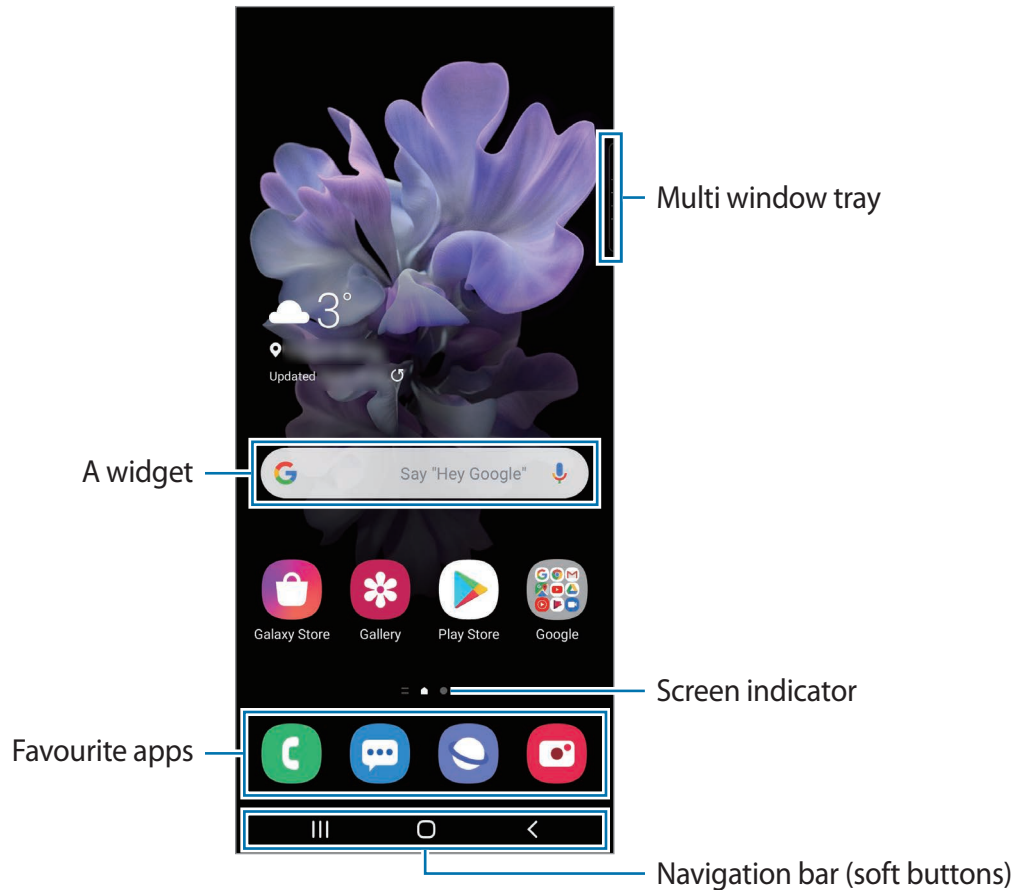 Multi window tray
3°
Updated
A widget
G Say "Hey Google"
Galaxy Store Gallery Play Store Google
Screen indicator
Favourite apps
Navigation bar (soft buttons)